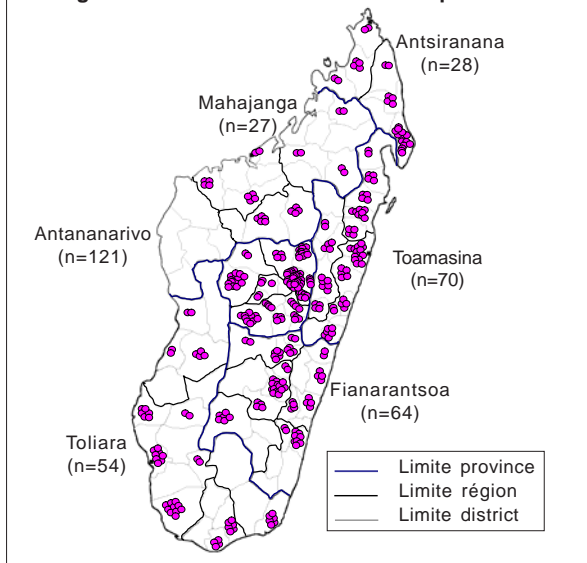 Antsiranana
(n=28)
Mahajanga
(n=27)
Antananarivo
(n=121)
Toamasina
(n=70)
Fianarantsoa
(n=64)
Toliara
(n=54)
Limite province
Limite région
Limite district